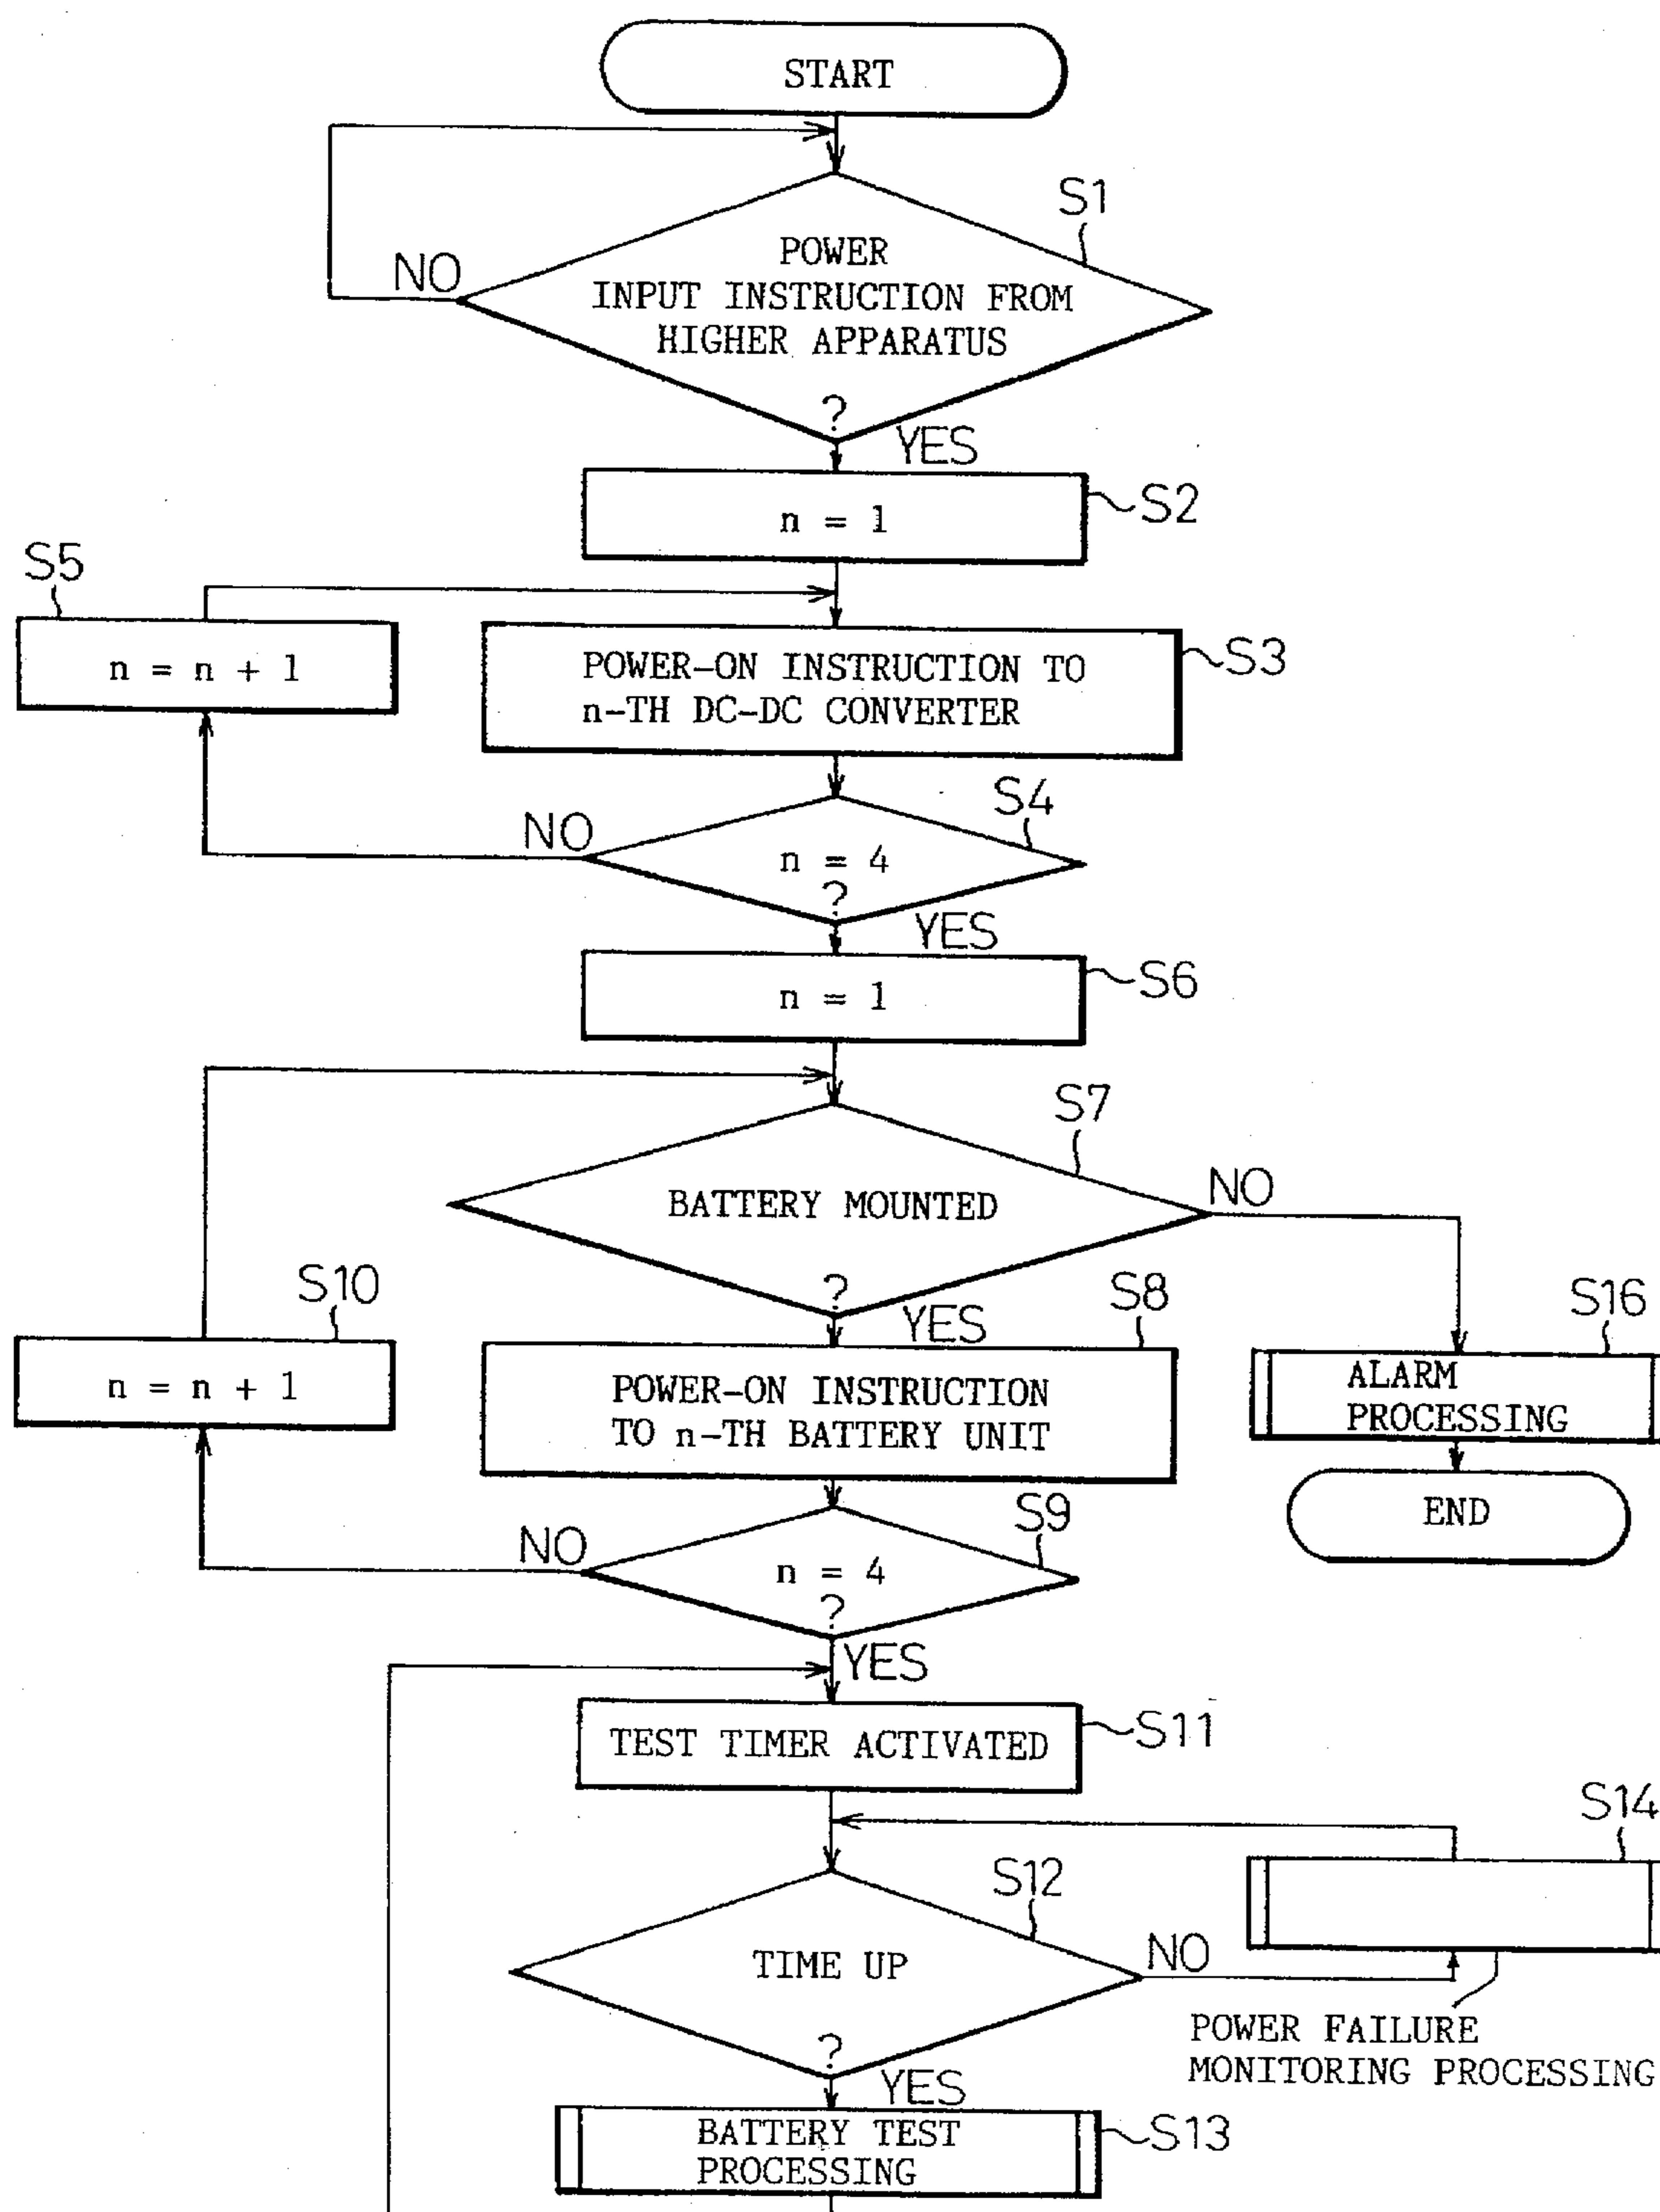 START
S1
NO
POWER
INPUT INSTRUCTION FROM
HIGHER APPARATUS
?
YES
n = 1
S2
S5
n = n + 1
POWER-ON INSTRUCTION TO
n-TH DC-DC CONVERTER
S3
S4
NO
n = 4
?
YES
n = 1
S6
S7
BATTERY MOUNTED
NO
?
YES
S8
S10
n = n + 1
POWER-ON INSTRUCTION
TO n-TH BATTERY UNIT
S16
ALARM
PROCESSING
END
S9
NO
n = 4
?
YES
TEST TIMER ACTIVATED
S11
S14
S12
TIME UP
NO
POWER FAILURE
MONITORING PROCESSING
?
YES
BATTERY TEST
PROCESSING
S13